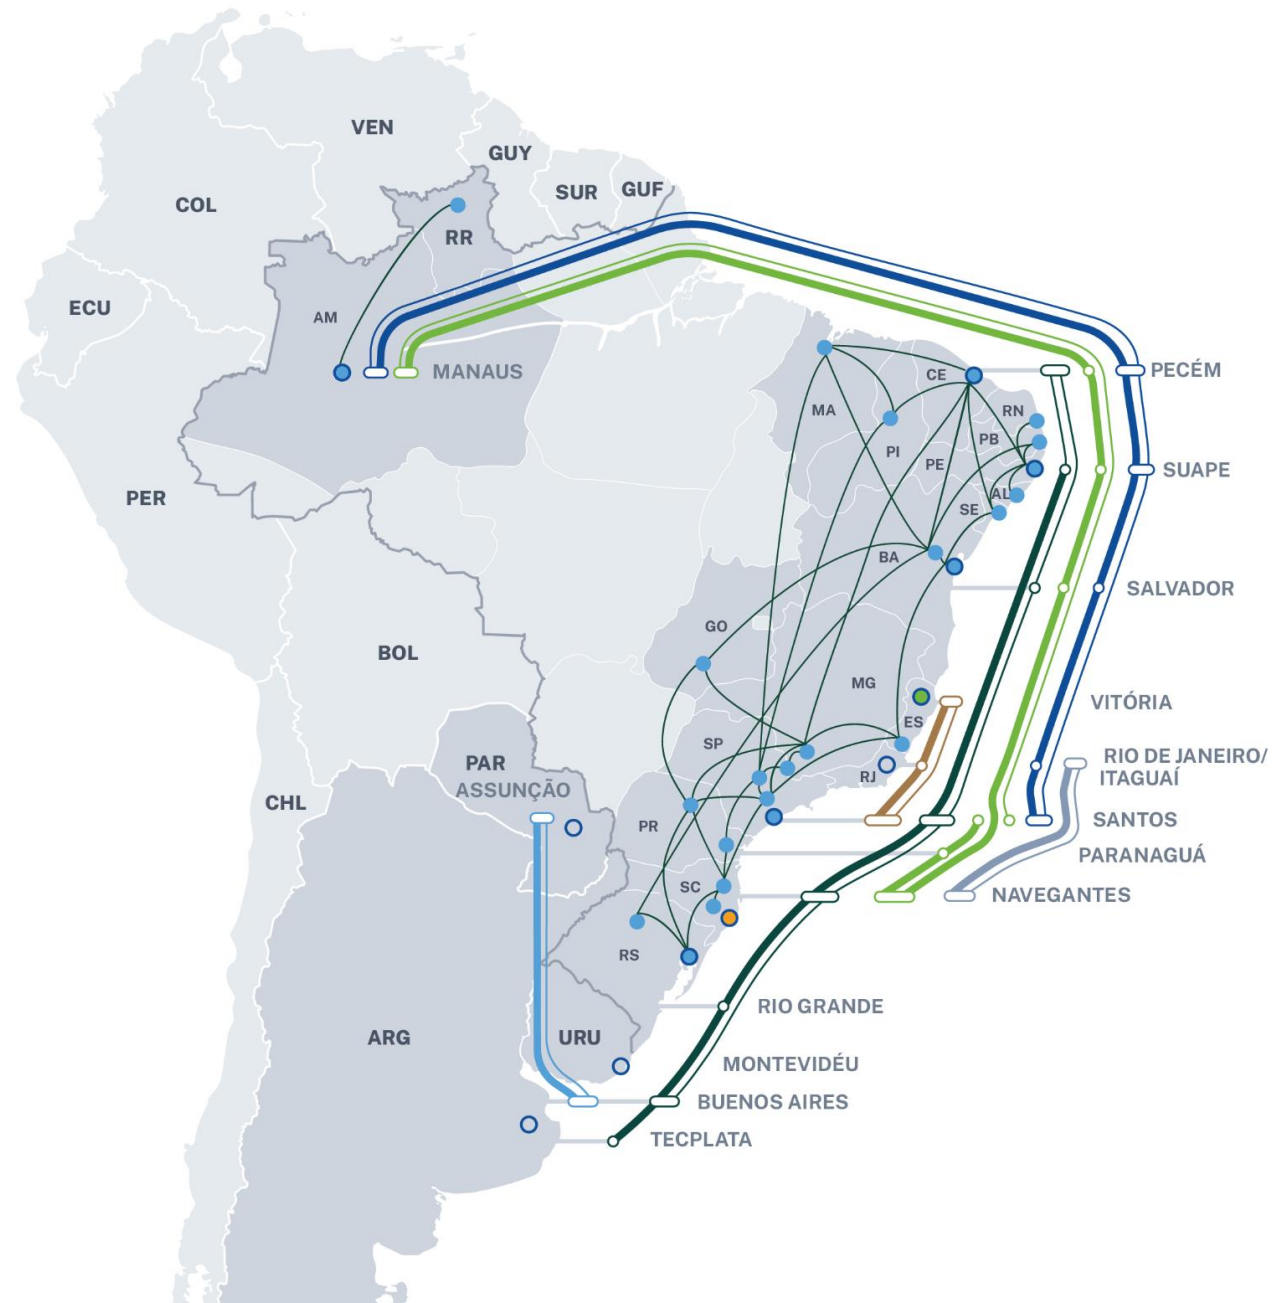 VEN
GUY
SUR
GUF
COL
RR
ECU
AM
MANAUS
PECÉM
CE
MA
RN
PB
PI
PE
SUAPE
PER
AL
SE
BA
SALVADOR
GO
BOL
MG
VITÓRIA
ES
SP
RIO DE JANEIRO/
ITAGUAÍ
RJ
PAR
ASSUNÇÃO
CHL
SANTOS
PR
PARANAGUÁ
SC
NAVEGANTES
RS
RIO GRANDE
ARG
URU
MONTEVIDÉU
BUENOS AIRES
TECPLATA